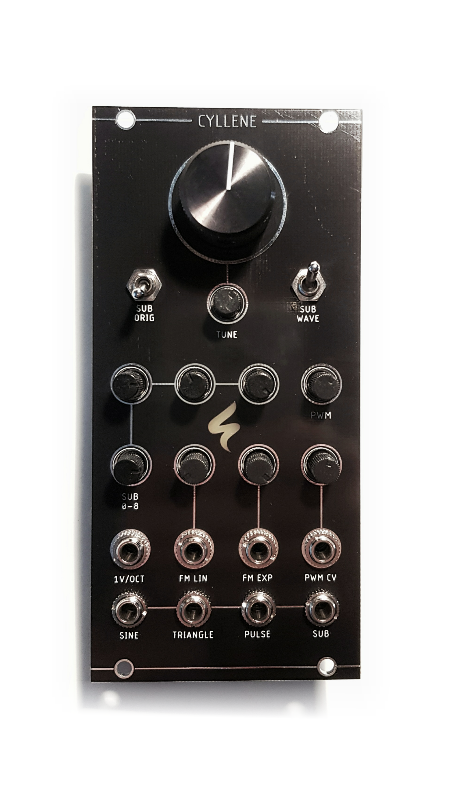 CYLLENE
SUB
ORIG
SUB
WAVE
TUNE
PWM
SUB
0-8
1V/OCT FM LIN FM EXP PWM CV
SINE TRIANGLE PULSE SUB